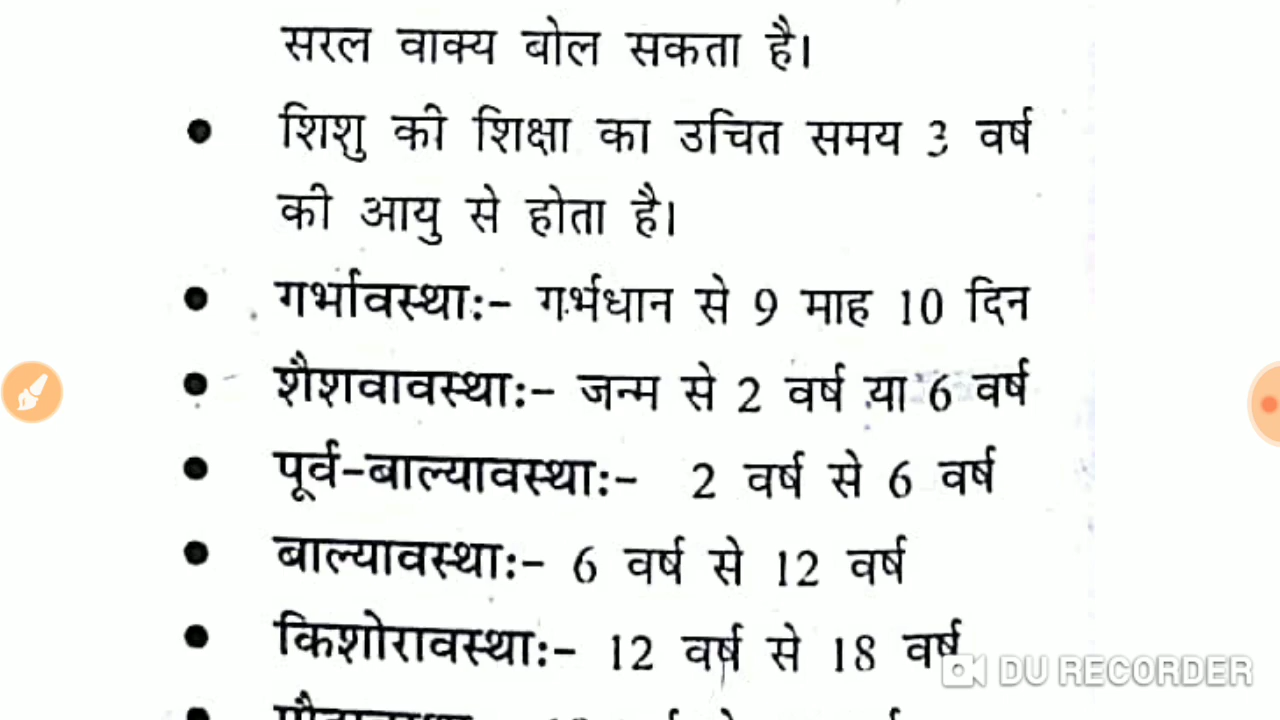 सरल वाक्य बोल सकता है।
• शिशु की शिक्षा का उचित समय 3 वर्ष
की आयु से होता है।
• गर्भावस्थाः- गर्भधान से 9 माह 10 दिन
• शैशवावस्थाः- जन्म से 2 वर्ष या 6 वर्ष
• पूर्व-बाल्यावस्थाः- 2 वर्ष से 6 वर्ष
• बाल्यावस्थाः- 6 वर्ष से 12 वर्ष
• किशोरावस्थाः- 12 वर्ष से 18 वर्ष
DU RECORDER